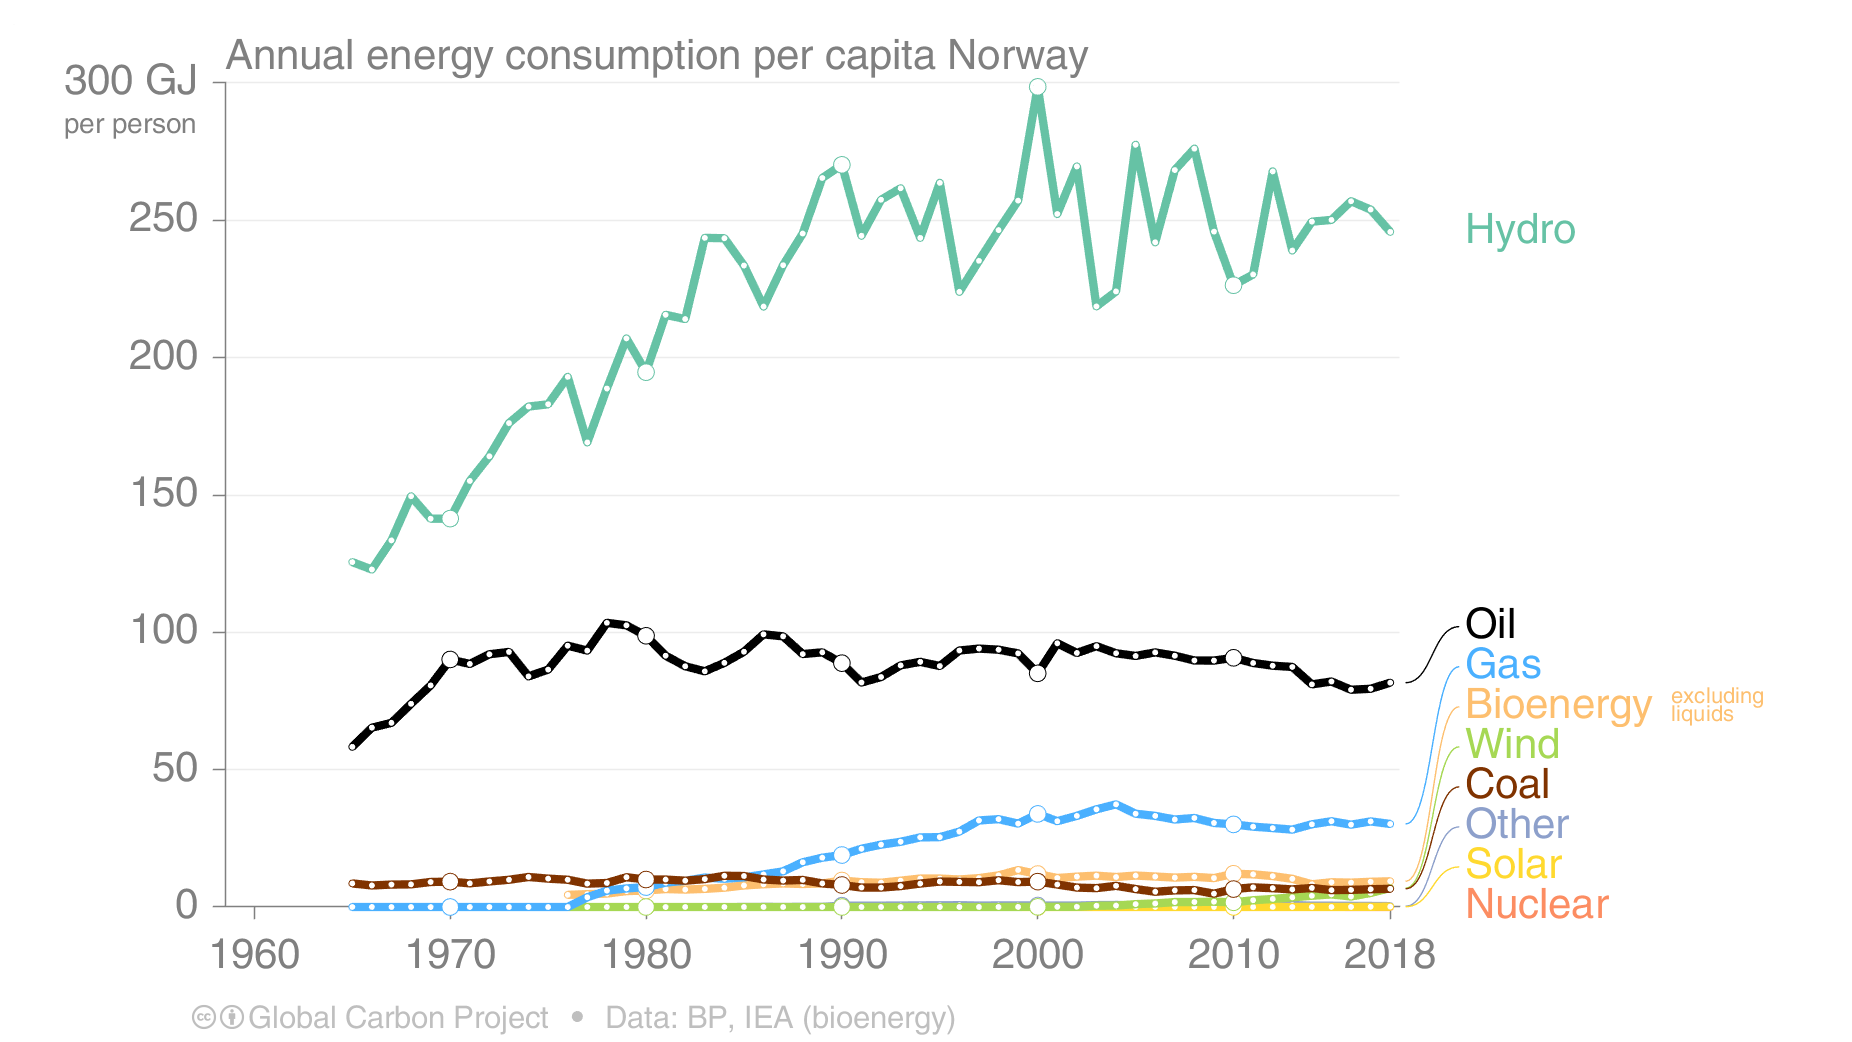 Annual energy consumption per capita Norway
300 GJ
per person
250
200
150
100
50
0
1960 1970 1980 1990 2000 2010 2018
Hydro
Oil
Gas
Bioenergy excluding
liquids
Wind
Coal
Other
Solar
Nuclear
cc Global Carbon Project • Data: BP, IEA (bioenergy)